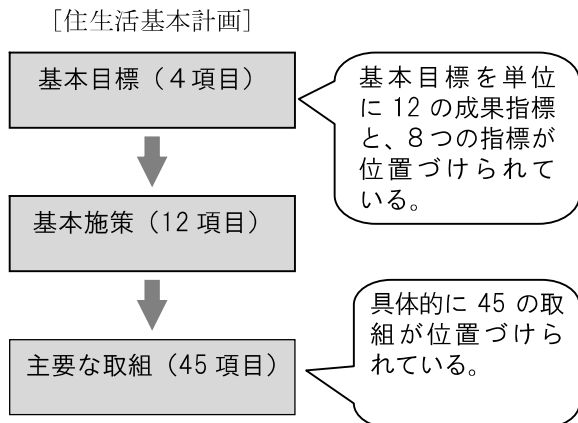 ［住生活基本計画］
基本目標（４項目）
基本目標を単位
に 12 の成果指標
と、８つの指標が
位置づけられて
いる。
基本施策（12 項目）
主要な取組（45 項目）
具体的に 45 の取
組が位置づけら
れている。